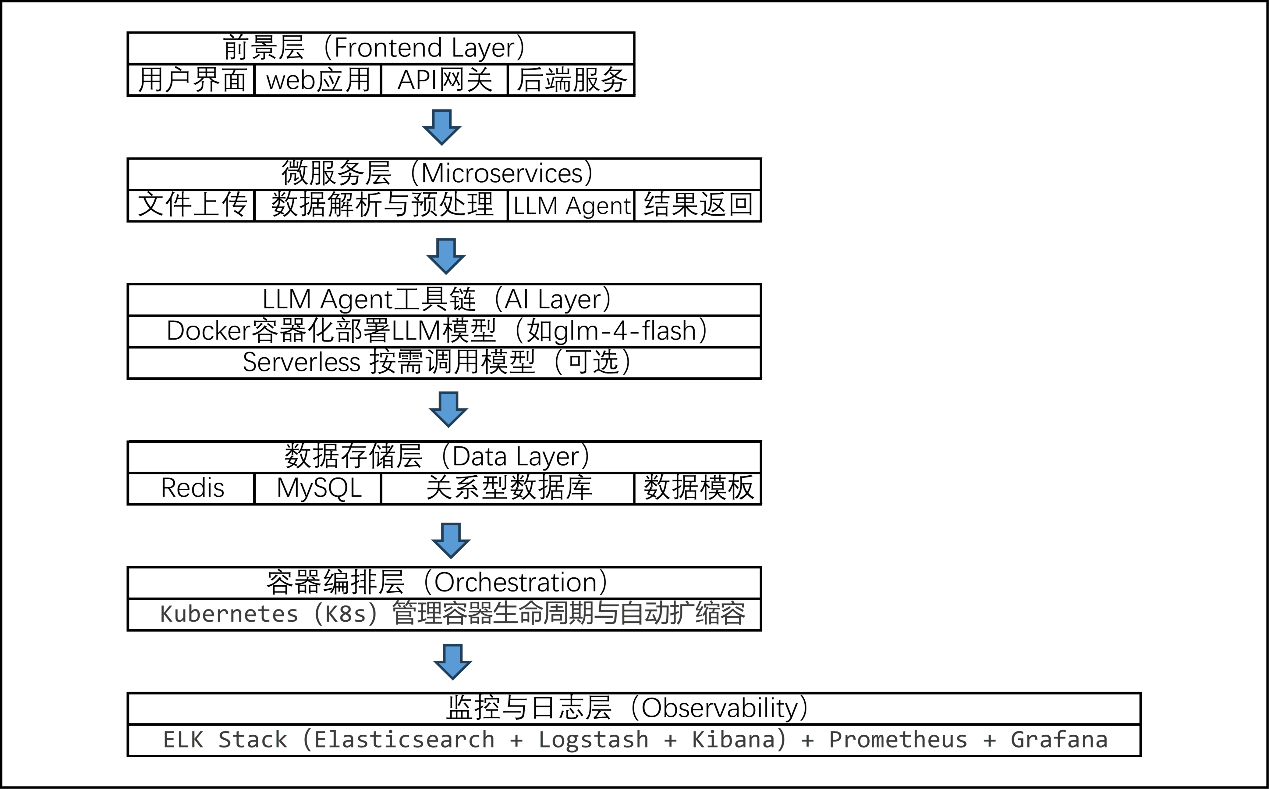 前景层（Frontend Layer）
用户界面 web应用 API网关 后端服务
微服务层（Microservices）
文件上传 数据解析与预处理 LLM Agent 结果返回
LLM Agent工具链（AI Layer）
Docker容器化部署LLM模型（如glm-4-flash）
Serverless 按需调用模型（可选）
数据存储层（Data Layer）
Redis MySQL 关系型数据库 数据模板
容器编排层（Orchestration）
Kubernetes (K8s) 管理容器生命周期与自动扩缩容
监控与日志层（Observability）
ELK Stack (Elasticsearch + Logstash + Kibana) + Prometheus + Grafana